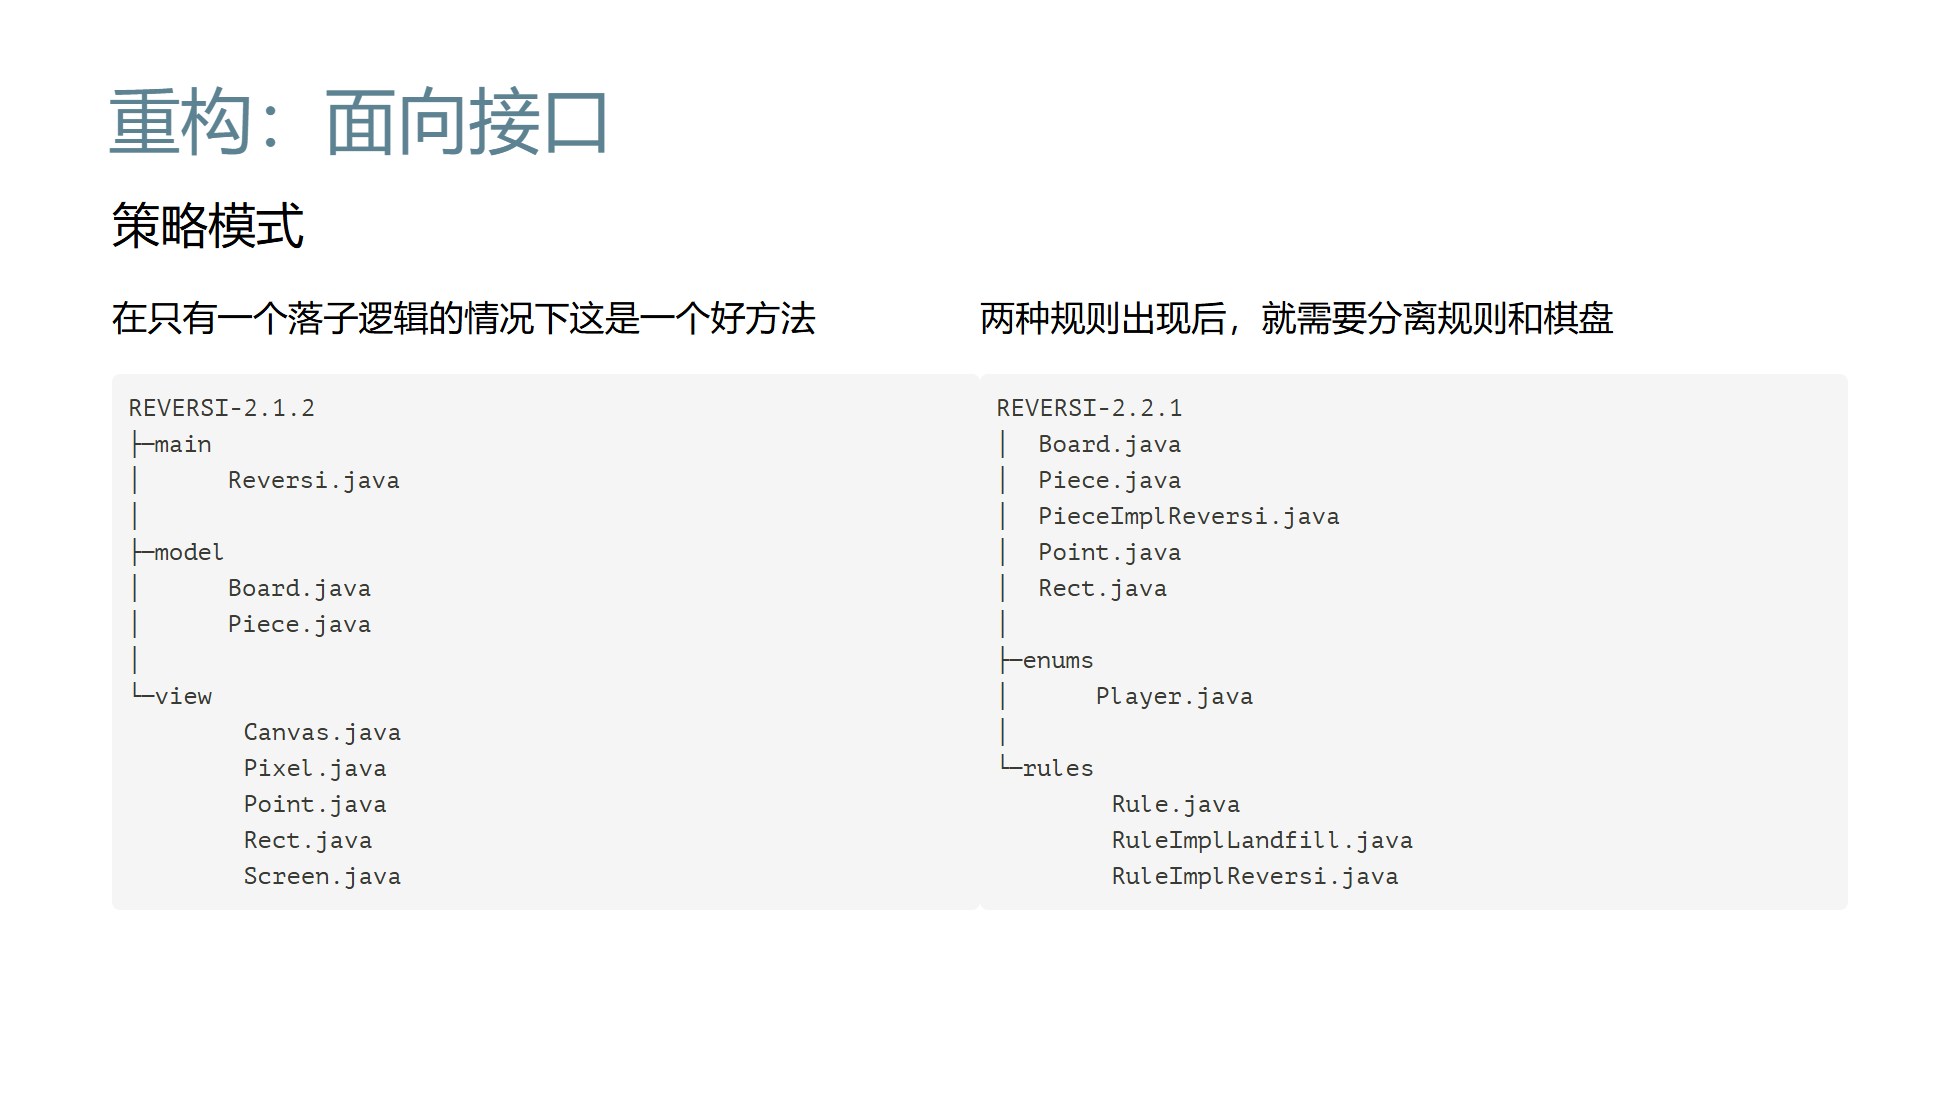 重构：面向接口
策略模式
在只有一个落子逻辑的情况下这是一个好方法
REVERSI-2.1.2
├─main
│      Reversi.java
│
├─model
│      Board.java
│      Piece.java
│
└─view
        Canvas.java
        Pixel.java
        Point.java
        Rect.java
        Screen.java
两种规则出现后，就需要分离规则和棋盘
REVERSI-2.2.1
│  Board.java
│  Piece.java
│  PieceImplReversi.java
│  Point.java
│  Rect.java
│
├─enums
│      Player.java
│
└─rules
        Rule.java
        RuleImplLandfill.java
        RuleImplReversi.java